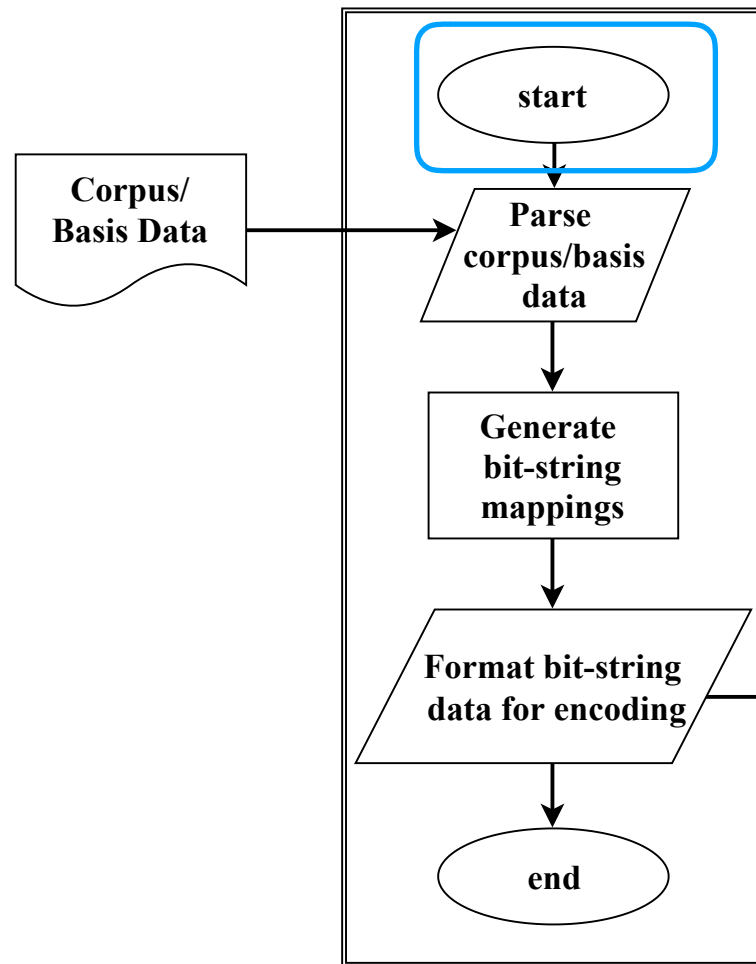 start
Corpus/
Basis Data
Parse
corpus/basis
data
Generate
bit-string
mappings
Format bit-string
data for encoding
end